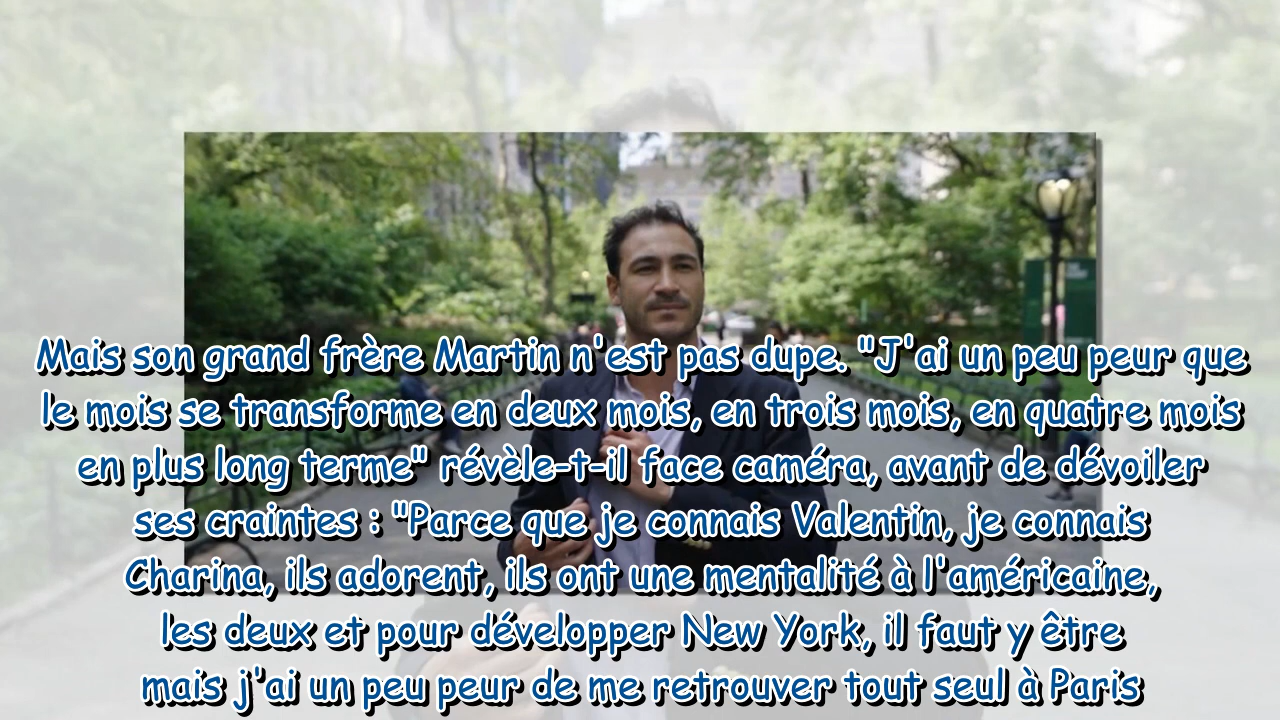 Mais son grand frère Martin n'est pas dupe. "J'ai un peu peur que
le mois se transforme en deux mois, en trois mois, en quatre mois
en plus long terme" révèle-t-il face caméra, avant de dévoiler
ses craintes : "Parce que je connais Valentin, je connais
Charina, ils adorent, ils ont une mentalité à l'américaine,
les deux et pour développer New York, il faut y être
mais j'ai un peu peur de me retrouver tout seul à Paris